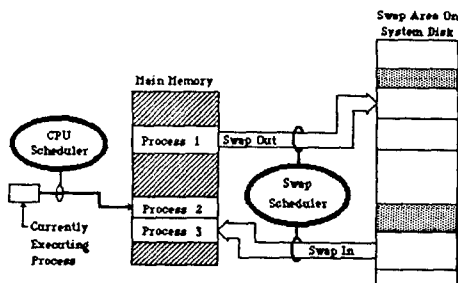 Swap Area On
System Disk
Main Memory
CPU
Scheduler
Process 1
Swap Out
Swap
Scheduler
Process 2
Process 3
Currently
Executing
Process
Swap In